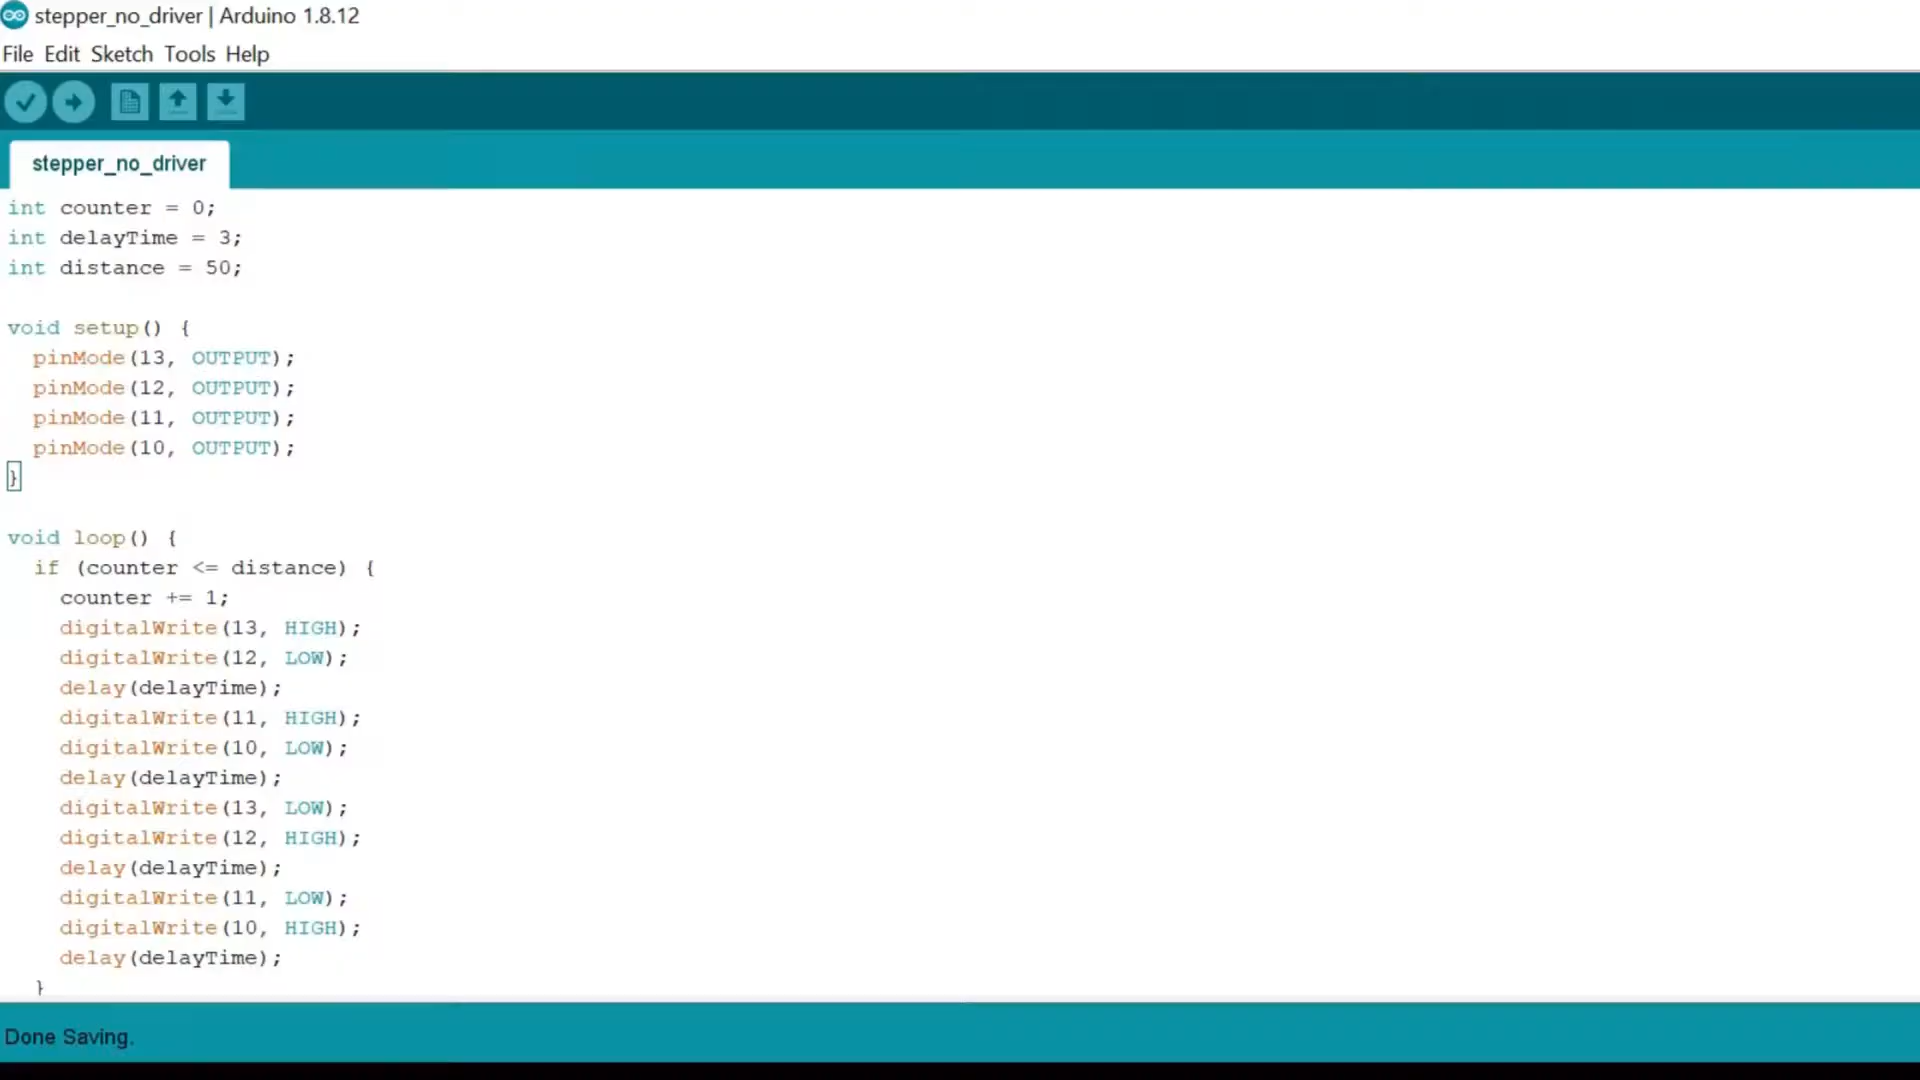 stepper_no_driver | Arduino 1.8.12
File Edit Sketch Tools Help
stepper_no_driver
int counter = 0;
int delayTime = 3;
int distance = 50;
void setup() {
  pinMode(13, OUTPUT);
  pinMode(12, OUTPUT);
  pinMode(11, OUTPUT);
  pinMode(10, OUTPUT);
}
void loop() {
  if (counter <= distance) {
    counter += 1;
    digitalWrite(13, HIGH);
    digitalWrite(12, LOW);
    delay(delayTime);
    digitalWrite(11, HIGH);
    digitalWrite(10, LOW);
    delay(delayTime);
    digitalWrite(13, LOW);
    digitalWrite(12, HIGH);
    delay(delayTime);
    digitalWrite(11, LOW);
    digitalWrite(10, HIGH);
    delay(delayTime);
  }
Done Saving.